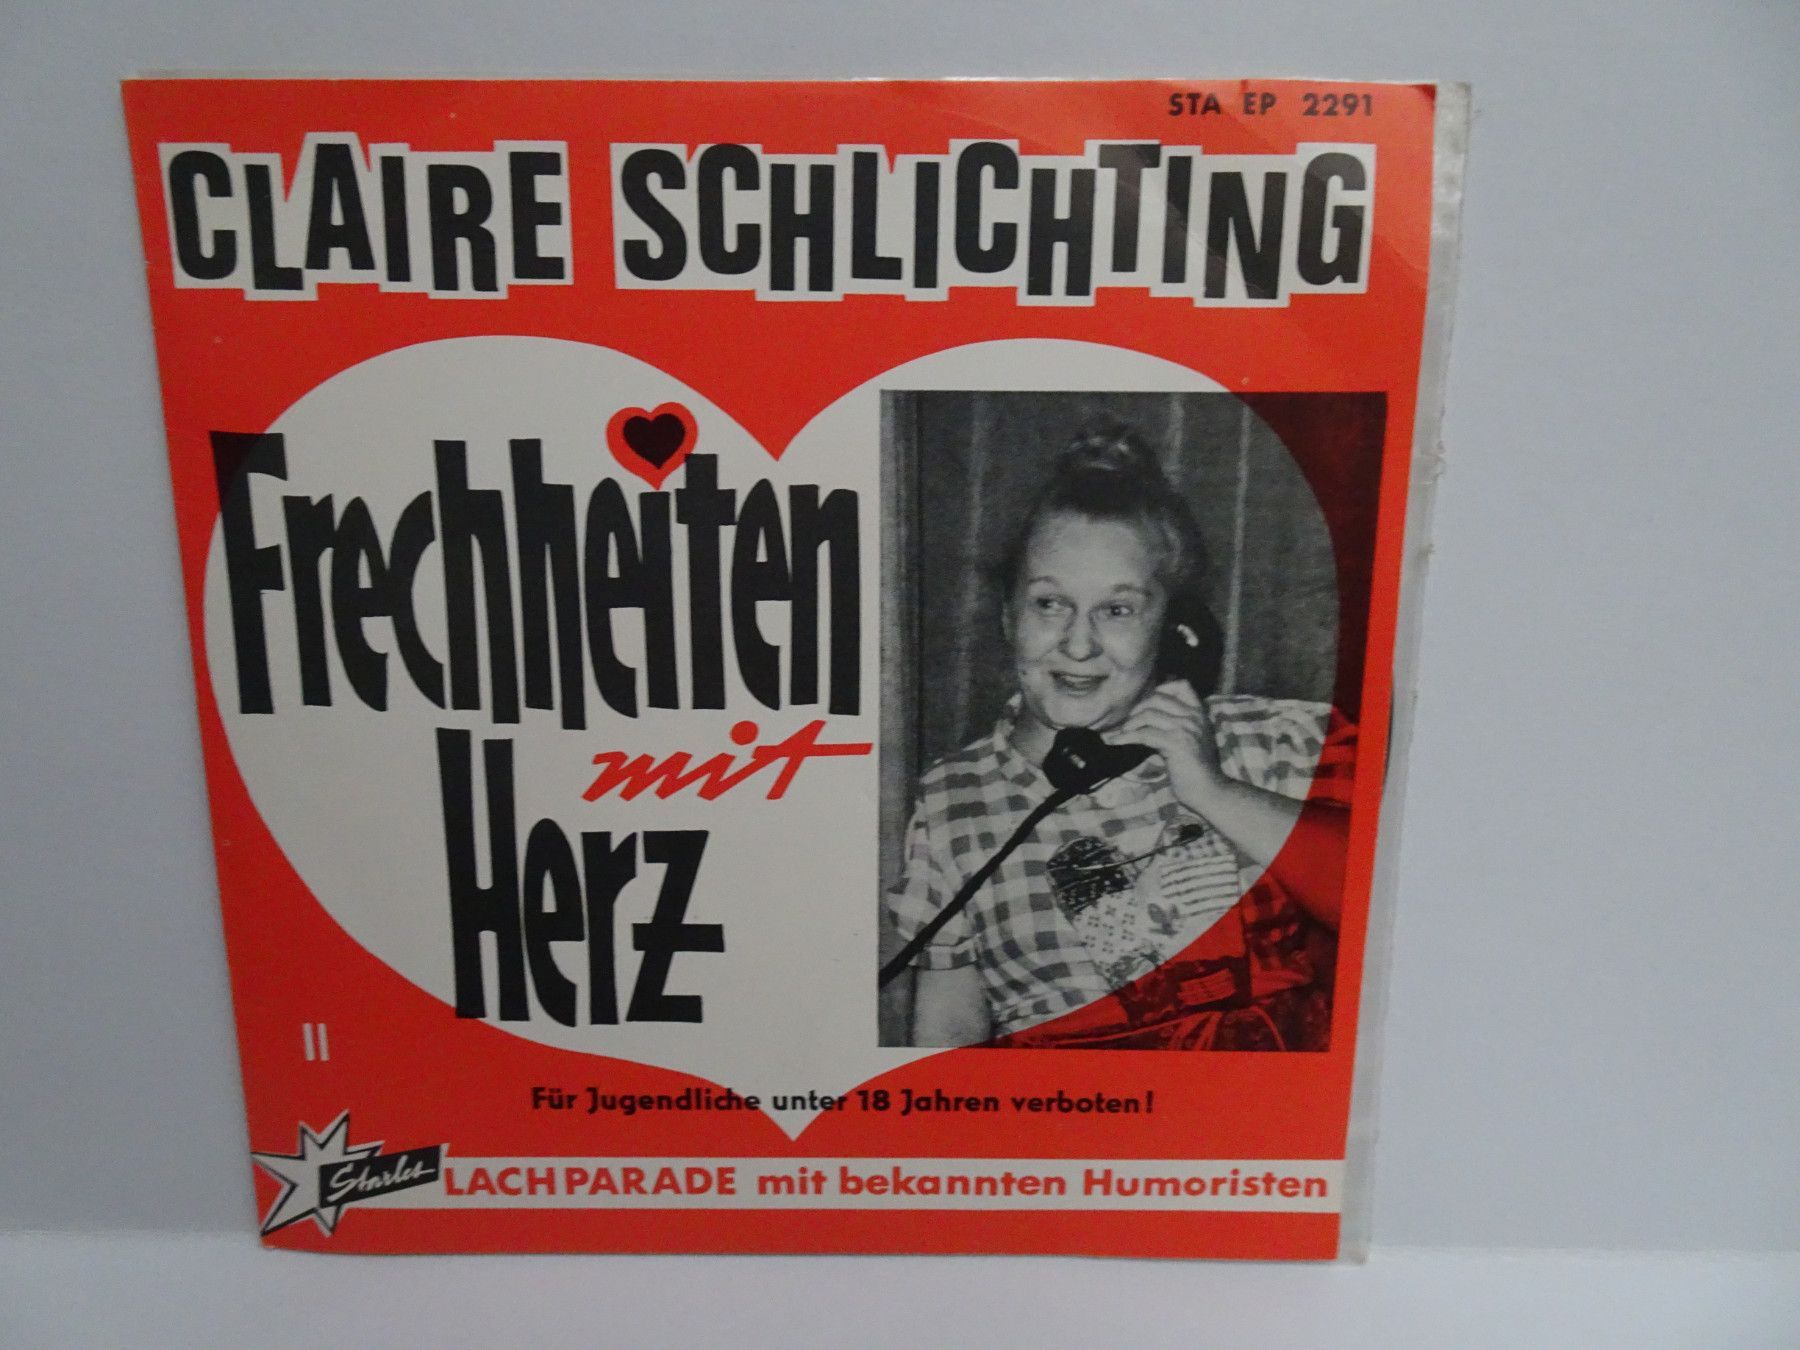 STA EP 2291
CLAIRE SCHLICHTING
Frechheiten
mit
Herz
II
Für Jugendliche unter 18 Jahren verboten!
Starlet LACHPARADE mit bekannten Humoristen